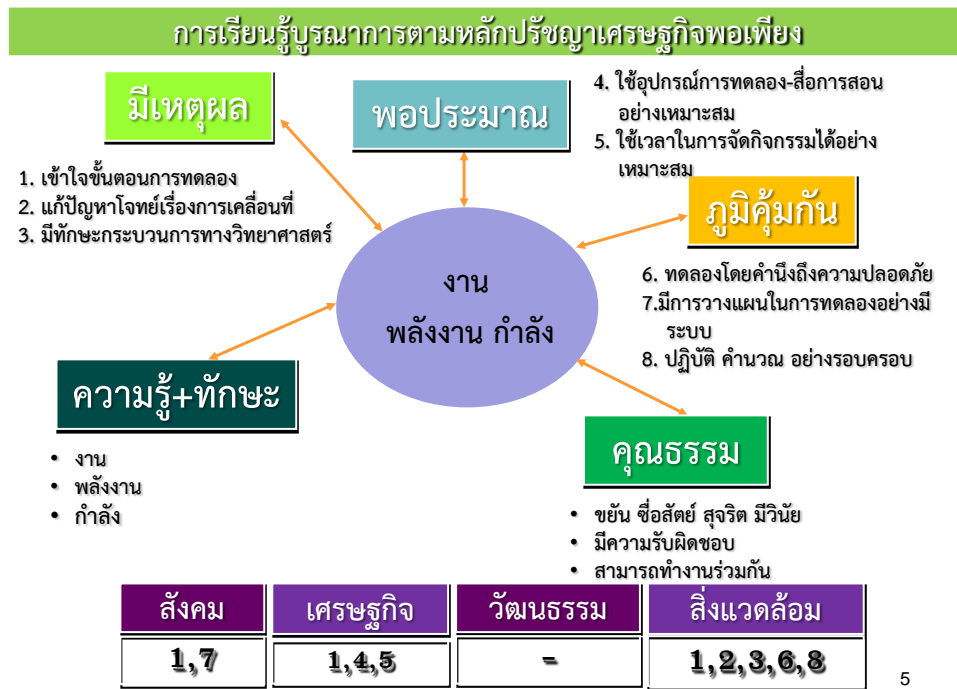 การเรียนรู้บูรณาการตามหลักปรัชญาเศรษฐกิจพอเพียง
มีเหตุผล
พอประมาณ
4. ใช้อุปกรณ์การทดลอง-สื่อการสอน
อย่างเหมาะสม
5. ใช้เวลาในการจัดกิจกรรมได้อย่าง
เหมาะสม
1. เข้าใจขั้นตอนการทดลอง
2. แก้ปัญหาโจทย์เรื่องการเคลื่อนที่
3. มีทักษะกระบวนการทางวิทยาศาสตร์
ภูมิคุ้มกัน
งาน
พลังงาน กำลัง
6. ทดลองโดยคำนึงถึงความปลอดภัย
7.มีการวางแผนในการทดลองอย่างมี
ระบบ
8. ปฏิบัติ คำนวณ อย่างรอบครอบ
ความรู้+ทักษะ
• งาน
• พลังงาน
• กำลัง
คุณธรรม
• ขยัน ซื่อสัตย์ สุจริต มีวินัย
• มีความรับผิดชอบ
• สามารถทำงานร่วมกัน
สังคม เศรษฐกิจ วัฒนธรรม สิ่งแวดล้อม
1,7 1,4,5 - 1,2,3,6,8
5